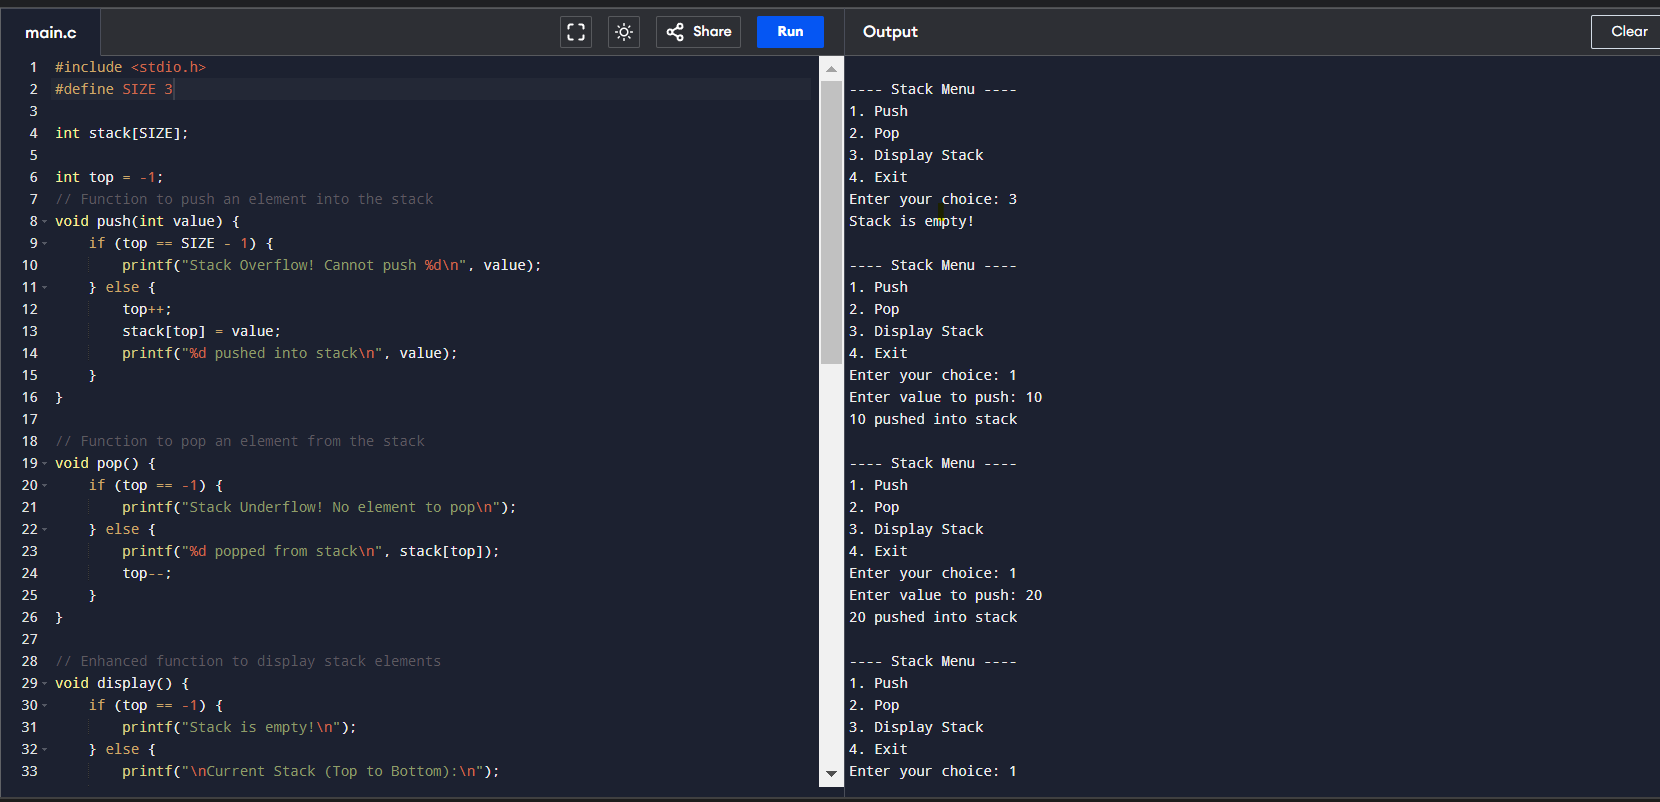 main.c
Share
Run
1 #include <stdio.h>
2 #define SIZE 3
3
4 int stack[SIZE];
5
6 int top = -1;
7 // Function to push an element into the stack
8 void push(int value) {
9     if (top == SIZE - 1) {
10         printf("Stack Overflow! Cannot push %d\n", value);
11     } else {
12         top++;
13         stack[top] = value;
14         printf("%d pushed into stack\n", value);
15     }
16 }
17
18 // Function to pop an element from the stack
19 void pop() {
20     if (top == -1) {
21         printf("Stack Underflow! No element to pop\n");
22     } else {
23         printf("%d popped from stack\n", stack[top]);
24         top--;
25     }
26 }
27
28 // Enhanced function to display stack elements
29 void display() {
30     if (top == -1) {
31         printf("Stack is empty!\n");
32     } else {
33         printf("\nCurrent Stack (Top to Bottom):\n");
Output
Clear
---- Stack Menu ----
1. Push
2. Pop
3. Display Stack
4. Exit
Enter your choice: 3
Stack is empty!
---- Stack Menu ----
1. Push
2. Pop
3. Display Stack
4. Exit
Enter your choice: 1
Enter value to push: 10
10 pushed into stack
---- Stack Menu ----
1. Push
2. Pop
3. Display Stack
4. Exit
Enter your choice: 1
Enter value to push: 20
20 pushed into stack
---- Stack Menu ----
1. Push
2. Pop
3. Display Stack
4. Exit
Enter your choice: 1